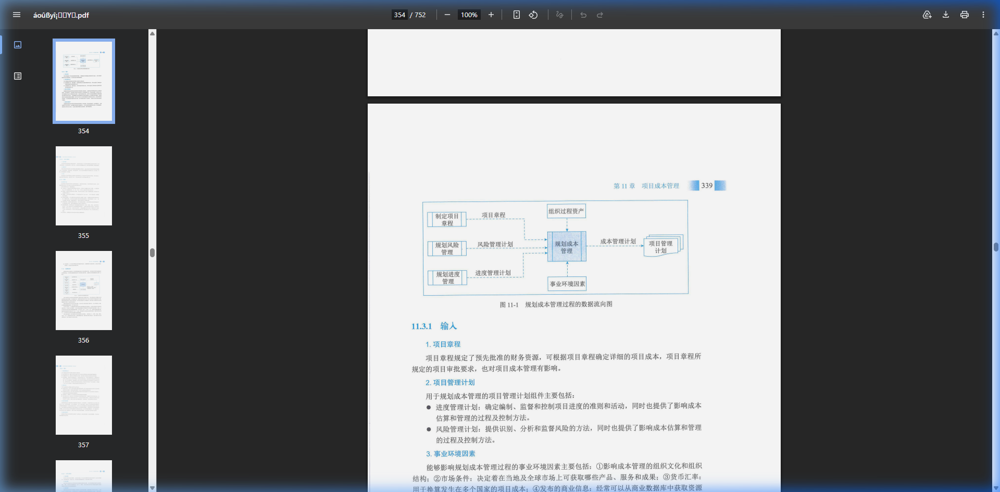 áoûßyî¡▯▯Y▯.pdf
354 / 752
100%
354
355
356
357
第 11 章 项目成本管理 339
制定项目
章程
项目章程
组织过程资产
规划风险
管理
风险管理计划
规划成本
管理
成本管理计划
项目管理
计划
规划进度
管理
进度管理计划
事业环境因素
图 11-1 规划成本管理过程的数据流向图
11.3.1 输入
1. 项目章程
项目章程规定了预先批准的财务资源，可根据项目章程确定详细的项目成本，项目章程所
规定的项目审批要求，也对项目成本管理有影响。
2. 项目管理计划
用于规划成本管理的项目管理计划组件主要包括：
● 进度管理计划：确定编制、监督和控制项目进度的准则和活动，同时也提供了影响成本
估算和管理的过程及控制方法。
● 风险管理计划：提供识别、分析和监督风险的方法，同时也提供了影响成本估算和管理
的过程及控制方法。
3. 事业环境因素
能够影响规划成本管理过程的事业环境因素主要包括：①影响成本管理的组织文化和组织
结构；②市场条件：决定着在当地及全球市场上可获取哪些产品、服务和成果；③货币汇率：
用于换算发生在多个国家的项目成本；④发布的商业信息：经常可以从商业数据库中获取资源